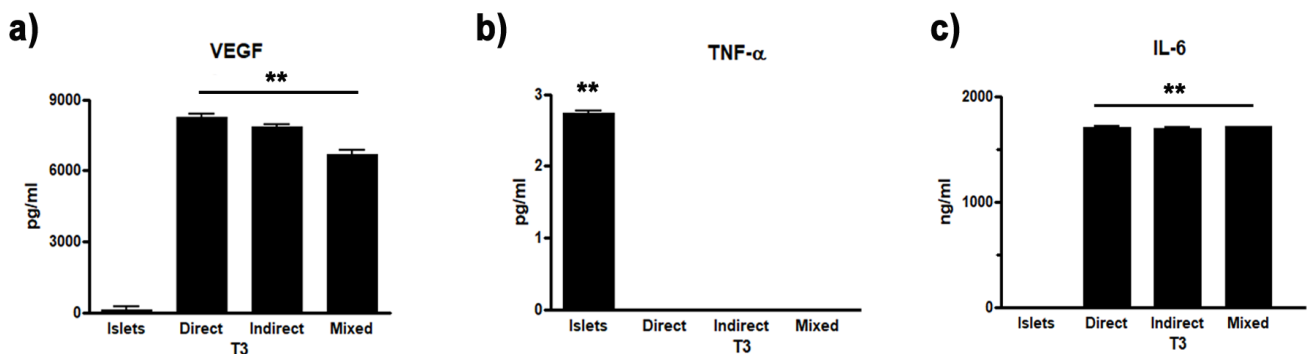 a)
VEGF
**
9000
6000
3000
0
pg/ml
Islets Direct Indirect Mixed
T3
b)
TNF-α
**
3
2
1
0
pg/ml
Islets Direct Indirect Mixed
T3
c)
IL-6
**
2000
1000
0
ng/ml
Islets Direct Indirect Mixed
T3